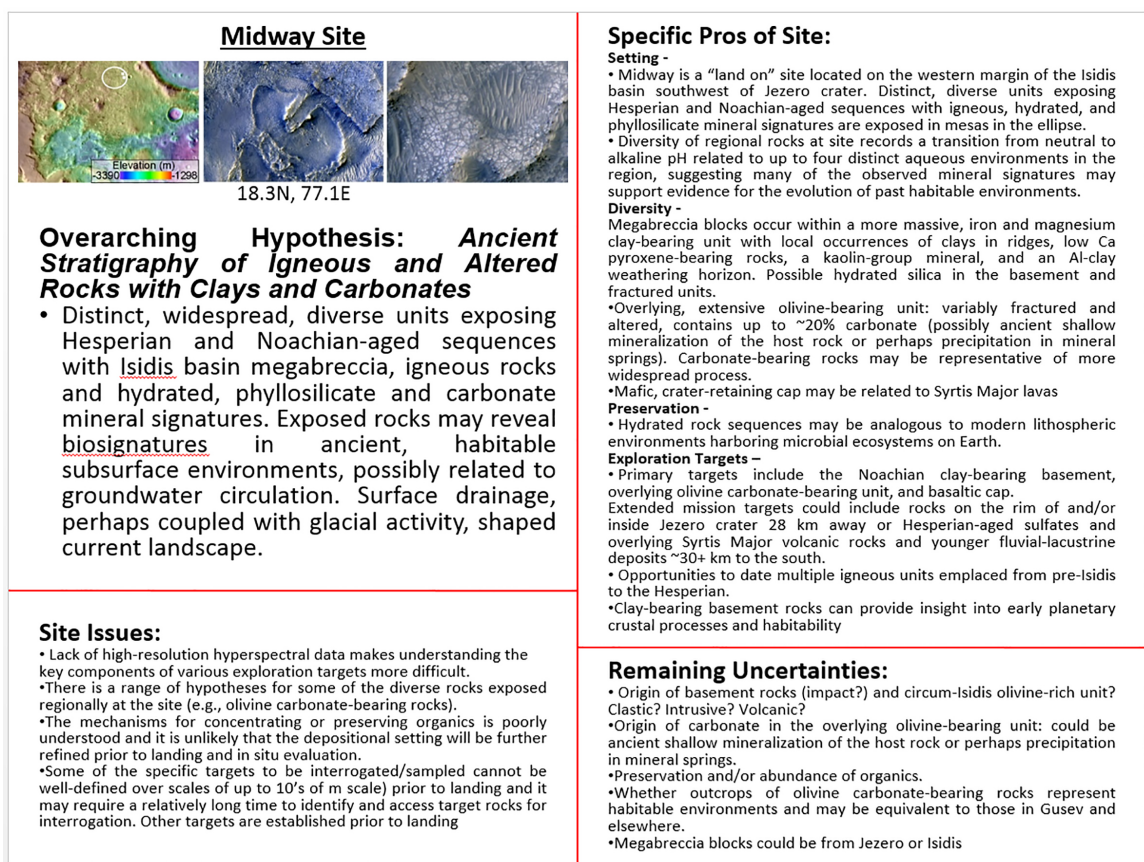 Midway Site
Elevation (m)
-3390
-1298
18.3N, 77.1E
Overarching Hypothesis: Ancient
Stratigraphy of Igneous and Altered
Rocks with Clays and Carbonates
• Distinct, widespread, diverse units exposing
Hesperian and Noachian-aged sequences
with Isidis basin megabreccia, igneous rocks
and hydrated, phyllosilicate and carbonate
mineral signatures. Exposed rocks may reveal
biosignatures in ancient, habitable
subsurface environments, possibly related to
groundwater circulation. Surface drainage,
perhaps coupled with glacial activity, shaped
current landscape.
Site Issues:
• Lack of high-resolution hyperspectral data makes understanding the
key components of various exploration targets more difficult.
•There is a range of hypotheses for some of the diverse rocks exposed
regionally at the site (e.g., olivine carbonate-bearing rocks).
•The mechanisms for concentrating or preserving organics is poorly
understood and it is unlikely that the depositional setting will be further
refined prior to landing and in situ evaluation.
•Some of the specific targets to be interrogated/sampled cannot be
well-defined over scales of up to 10's of m scale) prior to landing and it
may require a relatively long time to identify and access target rocks for
interrogation. Other targets are established prior to landing
Specific Pros of Site:
Setting -
• Midway is a “land on” site located on the western margin of the Isidis
basin southwest of Jezero crater. Distinct, diverse units exposing
Hesperian and Noachian-aged sequences with igneous, hydrated, and
phyllosilicate mineral signatures are exposed in mesas in the ellipse.
• Diversity of regional rocks at site records a transition from neutral to
alkaline pH related to up to four distinct aqueous environments in the
region, suggesting many of the observed mineral signatures may
support evidence for the evolution of past habitable environments.
Diversity -
Megabreccia blocks occur within a more massive, iron and magnesium
clay-bearing unit with local occurrences of clays in ridges, low Ca
pyroxene-bearing rocks, a kaolin-group mineral, and an Al-clay
weathering horizon. Possible hydrated silica in the basement and
fractured units.
•Overlying, extensive olivine-bearing unit: variably fractured and
altered, contains up to ~20% carbonate (possibly ancient shallow
mineralization of the host rock or perhaps precipitation in mineral
springs). Carbonate-bearing rocks may be representative of more
widespread process.
•Mafic, crater-retaining cap may be related to Syrtis Major lavas
Preservation -
• Hydrated rock sequences may be analogous to modern lithospheric
environments harboring microbial ecosystems on Earth.
Exploration Targets –
• Primary targets include the Noachian clay-bearing basement,
overlying olivine carbonate-bearing unit, and basaltic cap.
Extended mission targets could include rocks on the rim of and/or
inside Jezero crater 28 km away or Hesperian-aged sulfates and
overlying Syrtis Major volcanic rocks and younger fluvial-lacustrine
deposits ~30+ km to the south.
• Opportunities to date multiple igneous units emplaced from pre-Isidis
to the Hesperian.
•Clay-bearing basement rocks can provide insight into early planetary
crustal processes and habitability
Remaining Uncertainties:
• Origin of basement rocks (impact?) and circum-Isidis olivine-rich unit?
Clastic? Intrusive? Volcanic?
•Origin of carbonate in the overlying olivine-bearing unit: could be
ancient shallow mineralization of the host rock or perhaps precipitation
in mineral springs.
•Preservation and/or abundance of organics.
•Whether outcrops of olivine carbonate-bearing rocks represent
habitable environments and may be equivalent to those in Gusev and
elsewhere.
•Megabreccia blocks could be from Jezero or Isidis